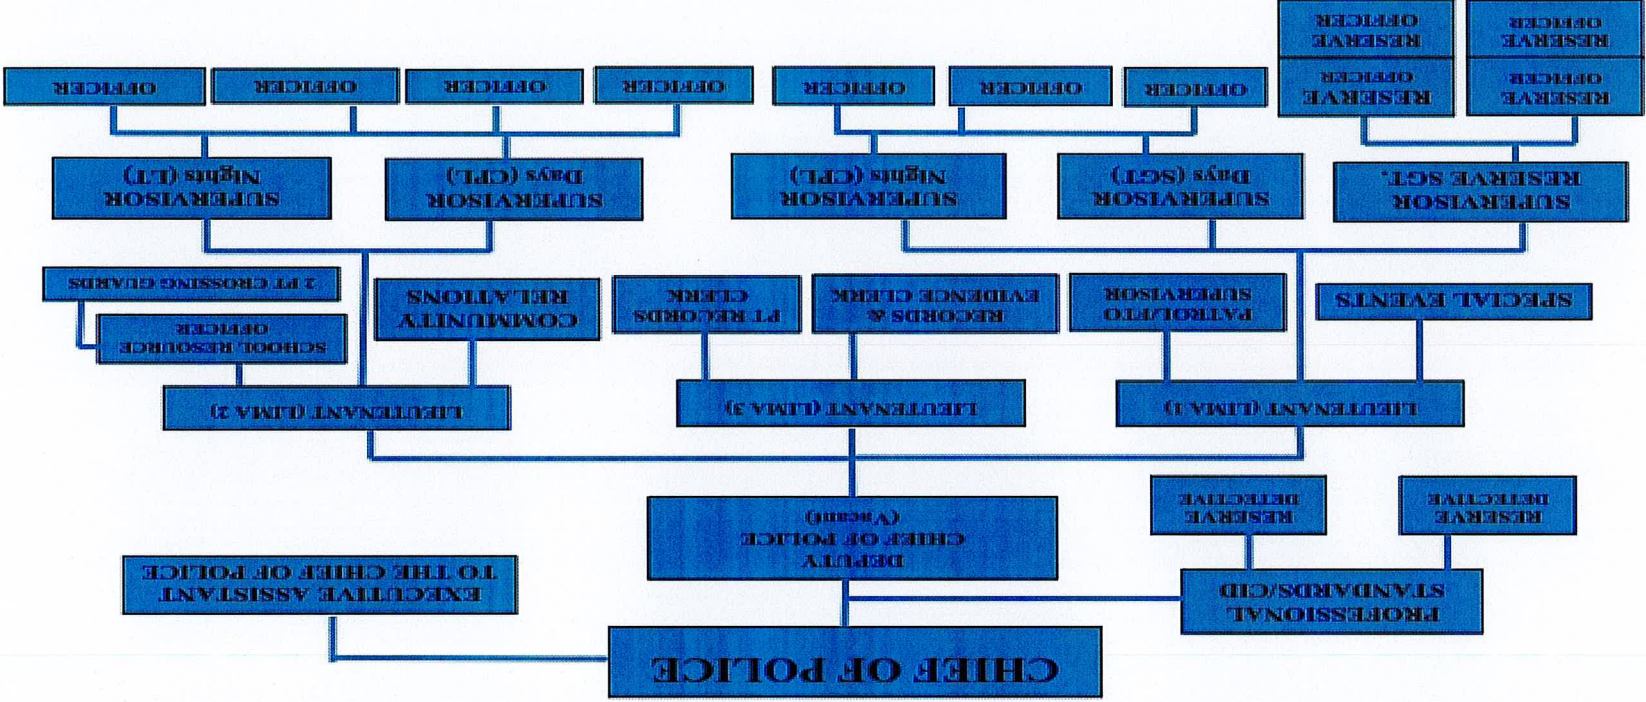 CHIEF OF POLICE
PROFESSIONAL
STANDARDS/CID
EXECUTIVE ASSISTANT
TO THE CHIEF OF POLICE
DEPUTY
CHIEF OF POLICE
(Vacant)
RESERVE
DETECTIVE
RESERVE
DETECTIVE
LIEUTENANT (LIMA 1)
LIEUTENANT (LIMA 3)
LIEUTENANT (LIMA 2)
SPECIAL EVENTS
PATROL/FTO
SUPERVISOR
RECORDS &
EVIDENCE CLERK
PT RECORDS
CLERK
COMMUNITY
RELATIONS
SCHOOL RESOURCE
OFFICER
2 PT CROSSING GUARDS
SUPERVISOR
RESERVE SGT.
SUPERVISOR
Days (SGT)
SUPERVISOR
Nights (CPL)
SUPERVISOR
Days (CPL)
SUPERVISOR
Nights (LT)
RESERVE
OFFICER
RESERVE
OFFICER
RESERVE
OFFICER
RESERVE
OFFICER
OFFICER
OFFICER
OFFICER
OFFICER
OFFICER
OFFICER
OFFICER